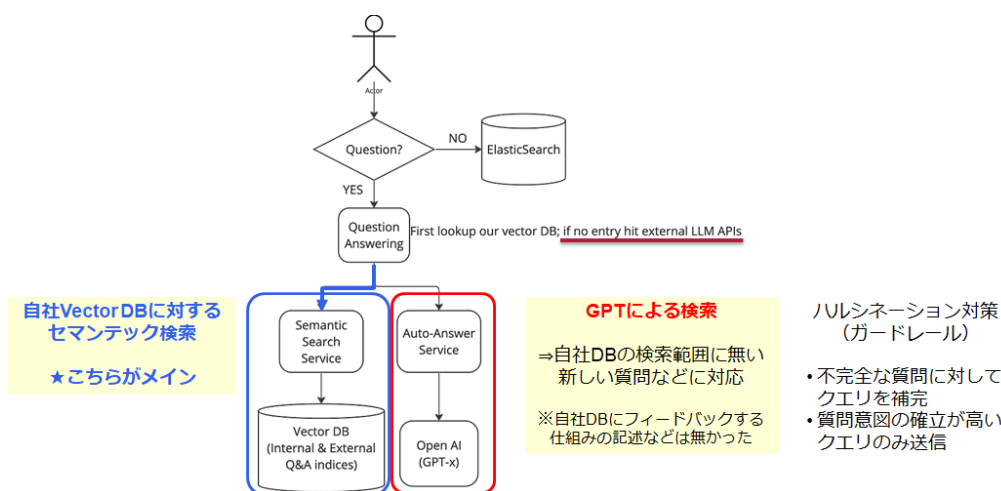 Actor
Question?
NO
ElasticSearch
YES
Question
Answering
First lookup our vector DB; if no entry hit external LLM APIs
自社VectorDBに対する
セマンテック検索
★こちらがメイン
Semantic
Search
Service
Vector DB
(Internal & External
Q&A indices)
Auto-Answer
Service
Open AI
(GPT-x)
GPTによる検索
⇒自社DBの検索範囲に無い
新しい質問などに対応
※自社DBにフィードバックする
仕組みの記述などは無かった
ハルシネーション対策
（ガードレール）
• 不完全な質問に対して
クエリを補完
• 質問意図の確立が高い
クエリのみ送信